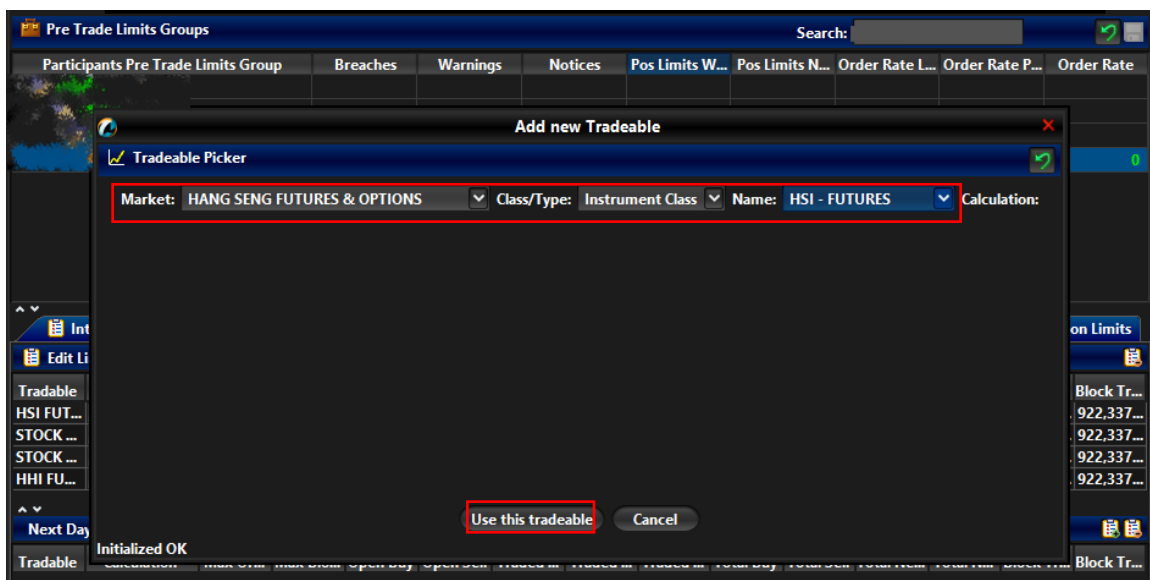 Pre Trade Limits Groups Search:
Participants Pre Trade Limits Group Breaches Warnings Notices Pos Limits W... Pos Limits N... Order Rate L... Order Rate P... Order Rate
Add new Tradeable
Tradeable Picker 0
Market: HANG SENG FUTURES & OPTIONS Class/Type: Instrument Class Name: HSI - FUTURES Calculation:
Int on Limits
Edit Li
Tradable Block Tr...
HSI FUT... 922,337...
STOCK ... 922,337...
STOCK ... 922,337...
HHI FU... 922,337...
Use this tradeable Cancel
Next Day
Initialized OK
Tradable Block Tr...